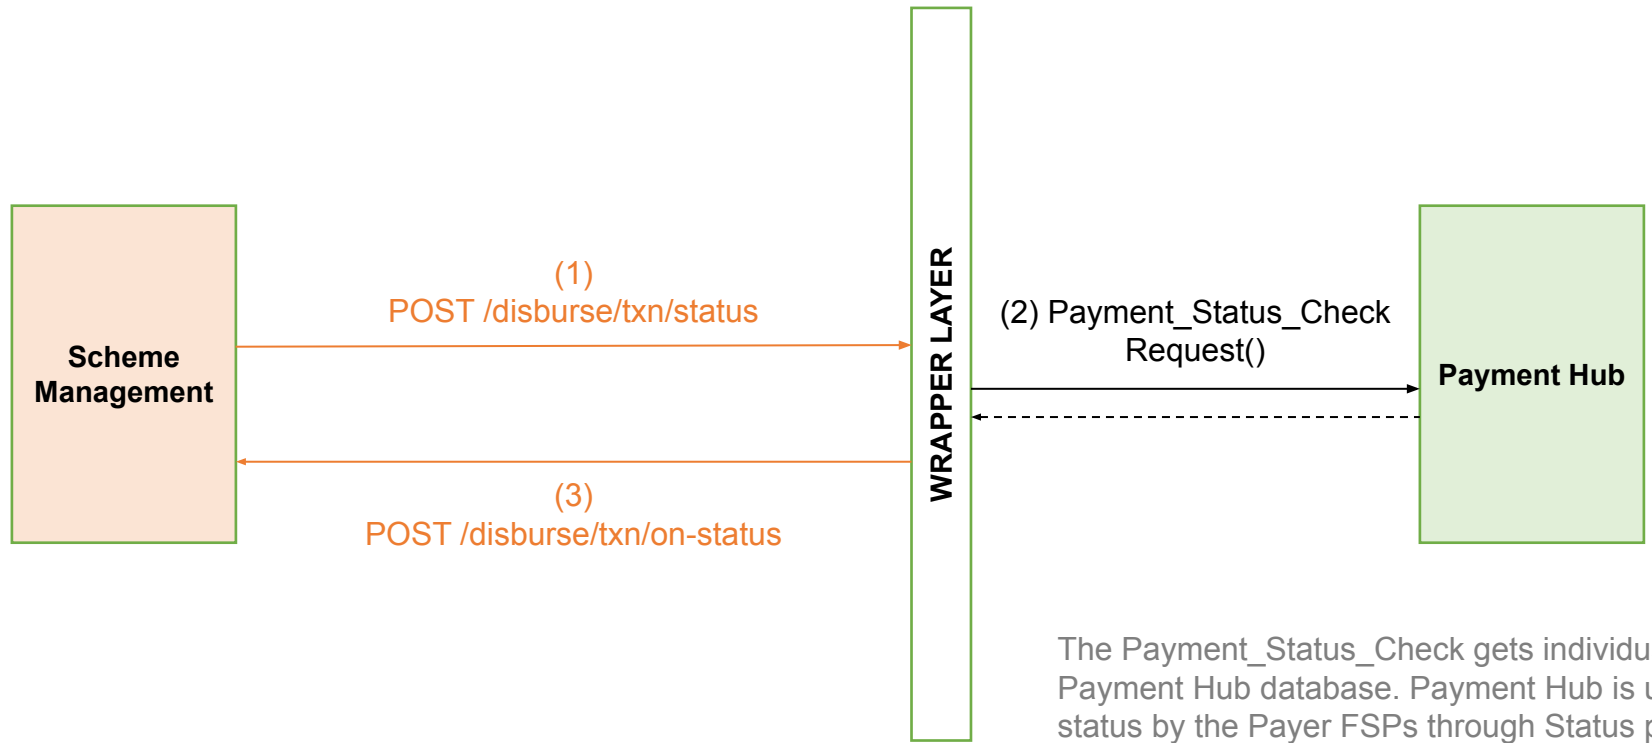 Scheme
Management
(1)
POST /disburse/txn/status
(3)
POST /disburse/txn/on-status
WRAPPER LAYER
(2) Payment_Status_Check
Request()
Payment Hub
The Payment_Status_Check gets
Payment Hub database. Payment Hub is
status by the Payer FSPs through Status